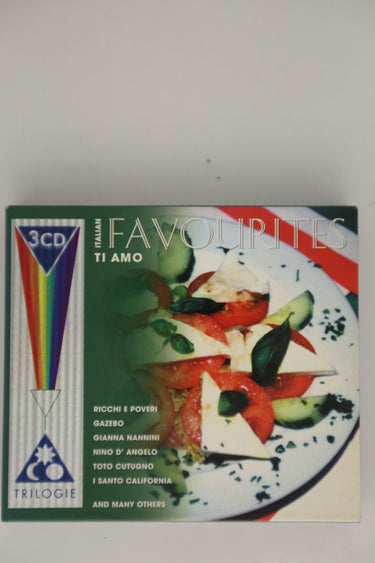 3CD
ITALIAN
FAVOURITES
TI AMO
RICCHI E POVERI
GAZEBO
GIANNA NANNINI
NINO D' ANGELO
TOTO CUTUGNO
I SANTO CALIFORNIA
AND MANY OTHERS
TRILOGIE